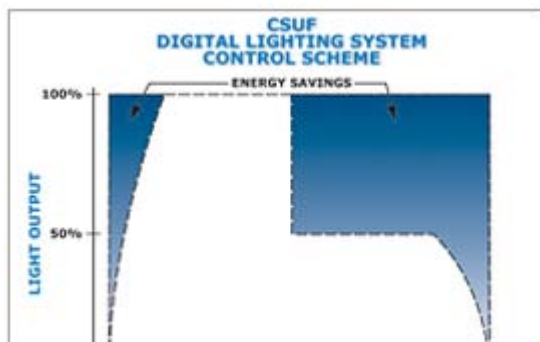 CSUF
DIGITAL LIGHTING SYSTEM
CONTROL SCHEME
ENERGY SAVINGS
100%
50%
LIGHT OUTPUT